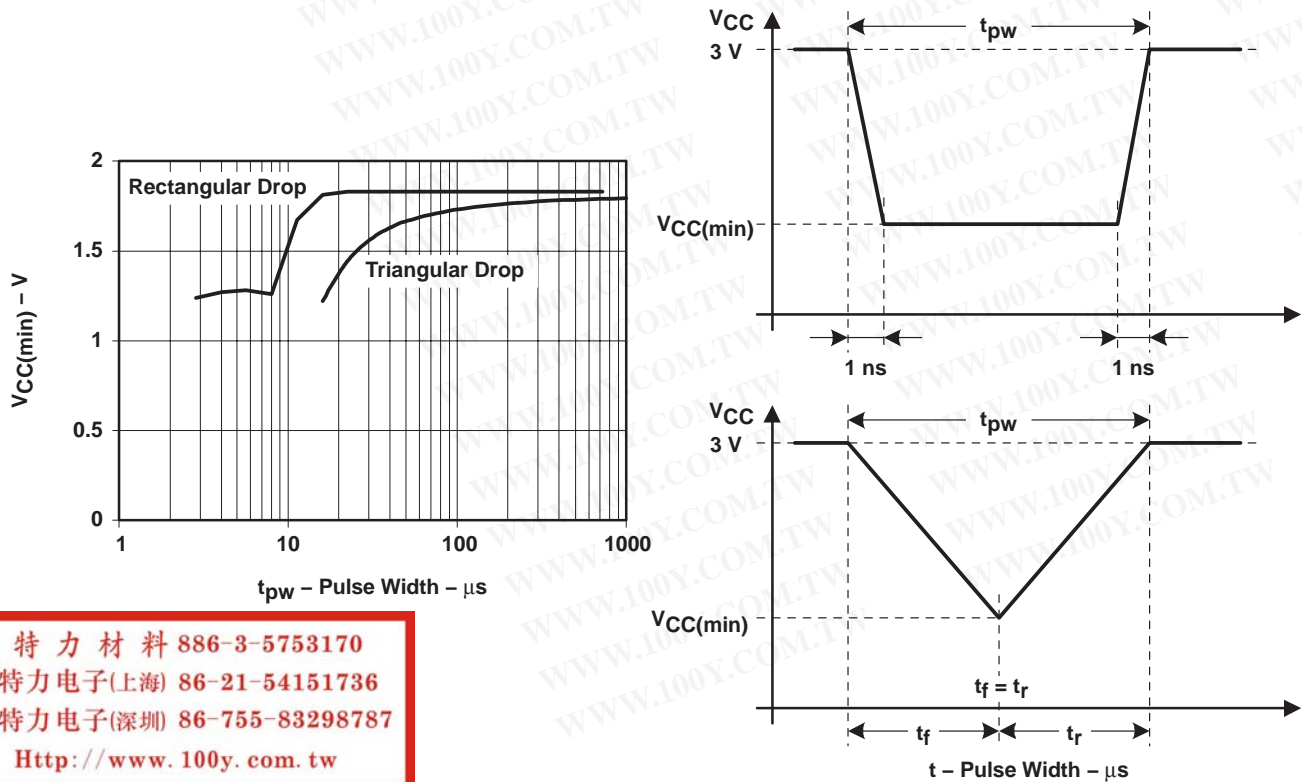 2
1.5
1
0.5
0
1
10
100
1000
VCC(min) – V
tpw – Pulse Width – μs
Rectangular Drop
Triangular Drop
VCC
3 V
tpw
VCC(min)
1 ns
1 ns
VCC
3 V
tpw
VCC(min)
tf = tr
tf
tr
t – Pulse Width – μs
特力材料 886-3-5753170
特力电子(上海) 86-21-54151736
特力电子(深圳) 86-755-83298787
Http://www. 100y. com. tw
WWW.100Y.COM.TW